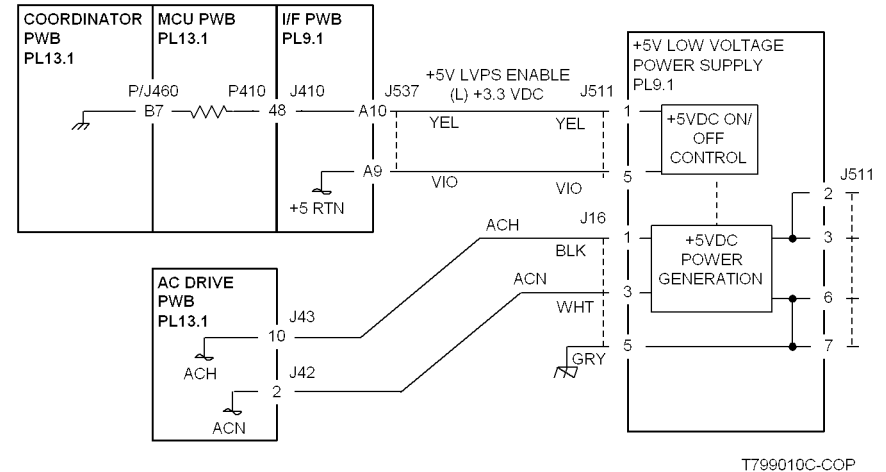 COORDINATOR
PWB
PL13.1
MCU PWB
PL13.1
I/F PWB
PL9.1
P/J460
P410
J410
B7
48
A10
J537
+5V LVPS ENABLE
(L) +3.3 VDC
J511
YEL
YEL
1
A9
VIO
VIO
5
+5 RTN
+5V LOW VOLTAGE
POWER SUPPLY
PL9.1
+5VDC ON/
OFF
CONTROL
J511
2
3
6
7
+5VDC
POWER
GENERATION
J16
ACH
BLK
1
ACN
WHT
3
GRY
5
AC DRIVE
PWB
PL13.1
J43
10
ACH
J42
2
ACN
T799010C-COP